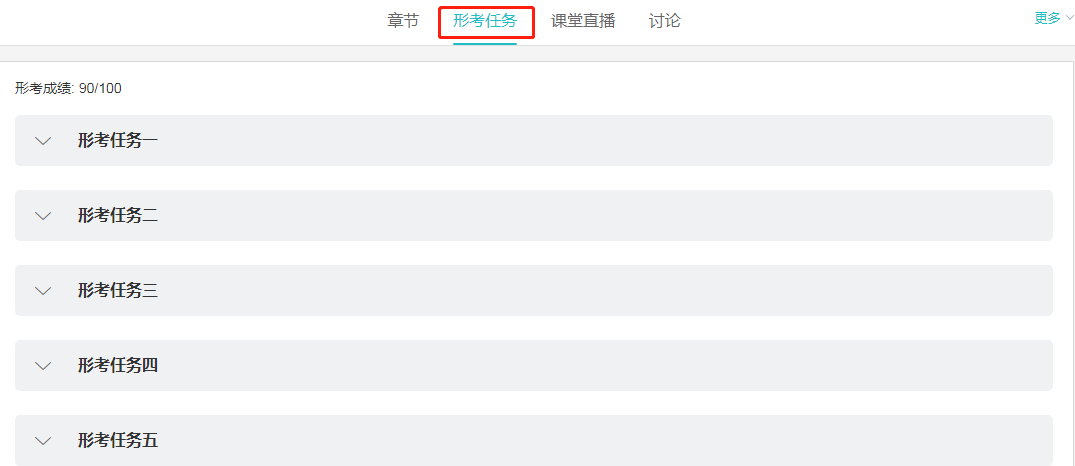 章节 形考任务 课堂直播 讨论 更多
形考成绩: 90/100
形考任务一
形考任务二
形考任务三
形考任务四
形考任务五